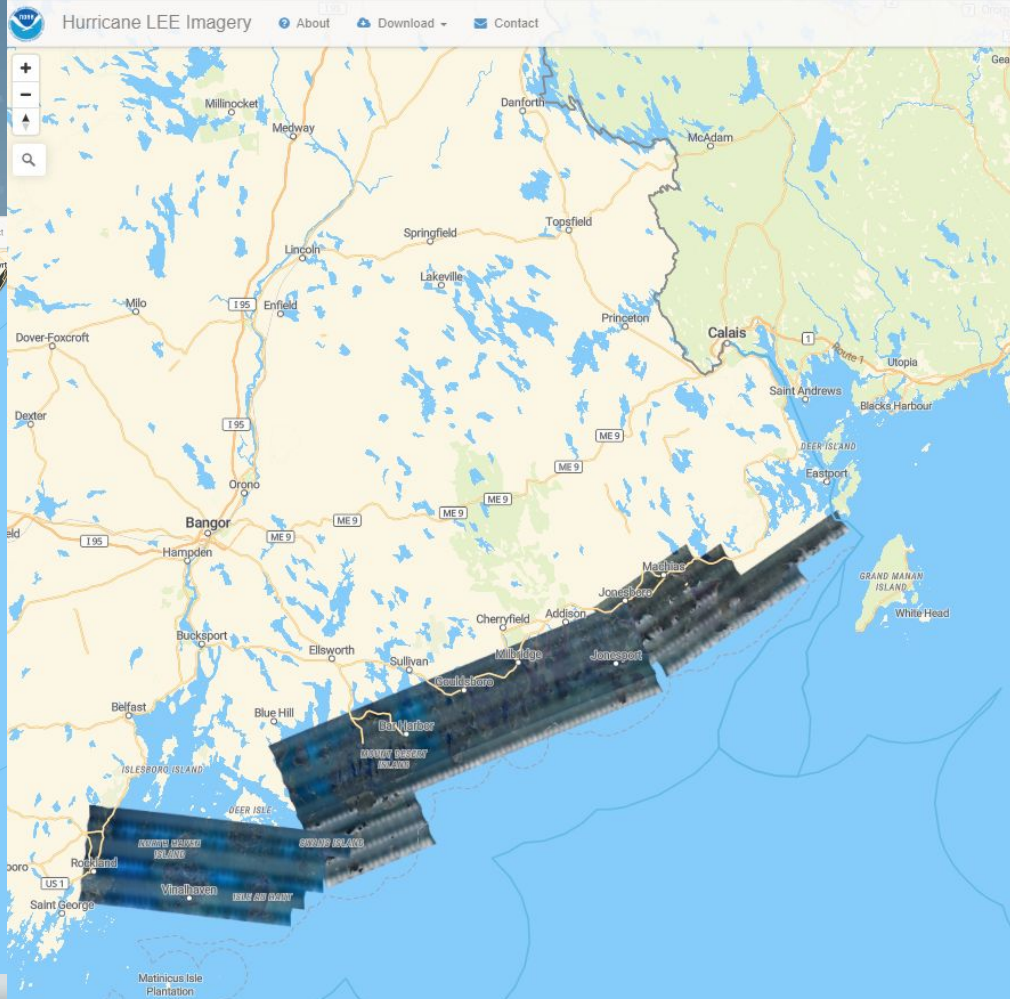 NOAA
Hurricane LEE Imagery
About
Download
Contact
+
−
Millinocket
Medway
Danforth
McAdam
Springfield
Topsfield
Lincoln
Lakeville
Milo
I 95
Enfield
Princeton
Dover-Foxcroft
Calais
1
Route 1
Utopia
Saint Andrews
Blacks Harbour
Dexter
I 95
ME 9
DEER ISLAND
ME 9
Eastport
Orono
ME 9
Bangor
ME 9
ME 9
I 95
ME 9
Hampden
Machias
GRAND MANAN
ISLAND
Jonesboro
White Head
Cherryfield
Addison
Bucksport
Ellsworth
Sullivan
Milbridge
Jonesport
Gouldsboro
Belfast
Blue Hill
Bar Harbor
MOUNT DESERT
ISLAND
ISLESBORO ISLAND
DEER ISLE
NORTH HAVEN
ISLAND
SWANS ISLAND
Rockland
US 1
Vinalhaven
ISLE AU HAUT
Saint George
Matinicus Isle
Plantation